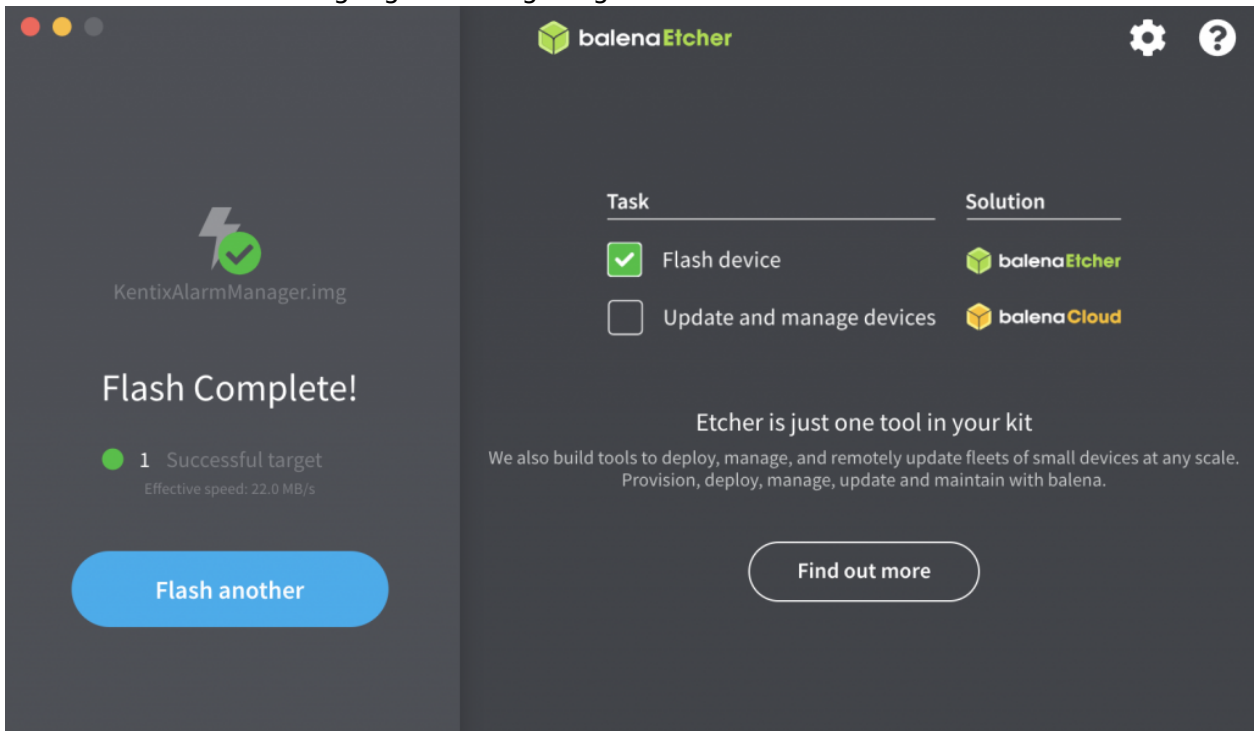 balenaEtcher
Task
Solution
Flash device
balenaEtcher
Update and manage devices
balenaCloud
KentixAlarmManager.img
Flash Complete!
1 Successful target
Effective speed: 22.0 MB/s
Flash another
Etcher is just one tool in your kit
We also build tools to deploy, manage, and remotely update fleets of small devices at any scale.
Provision, deploy, manage, update and maintain with balena.
Find out more